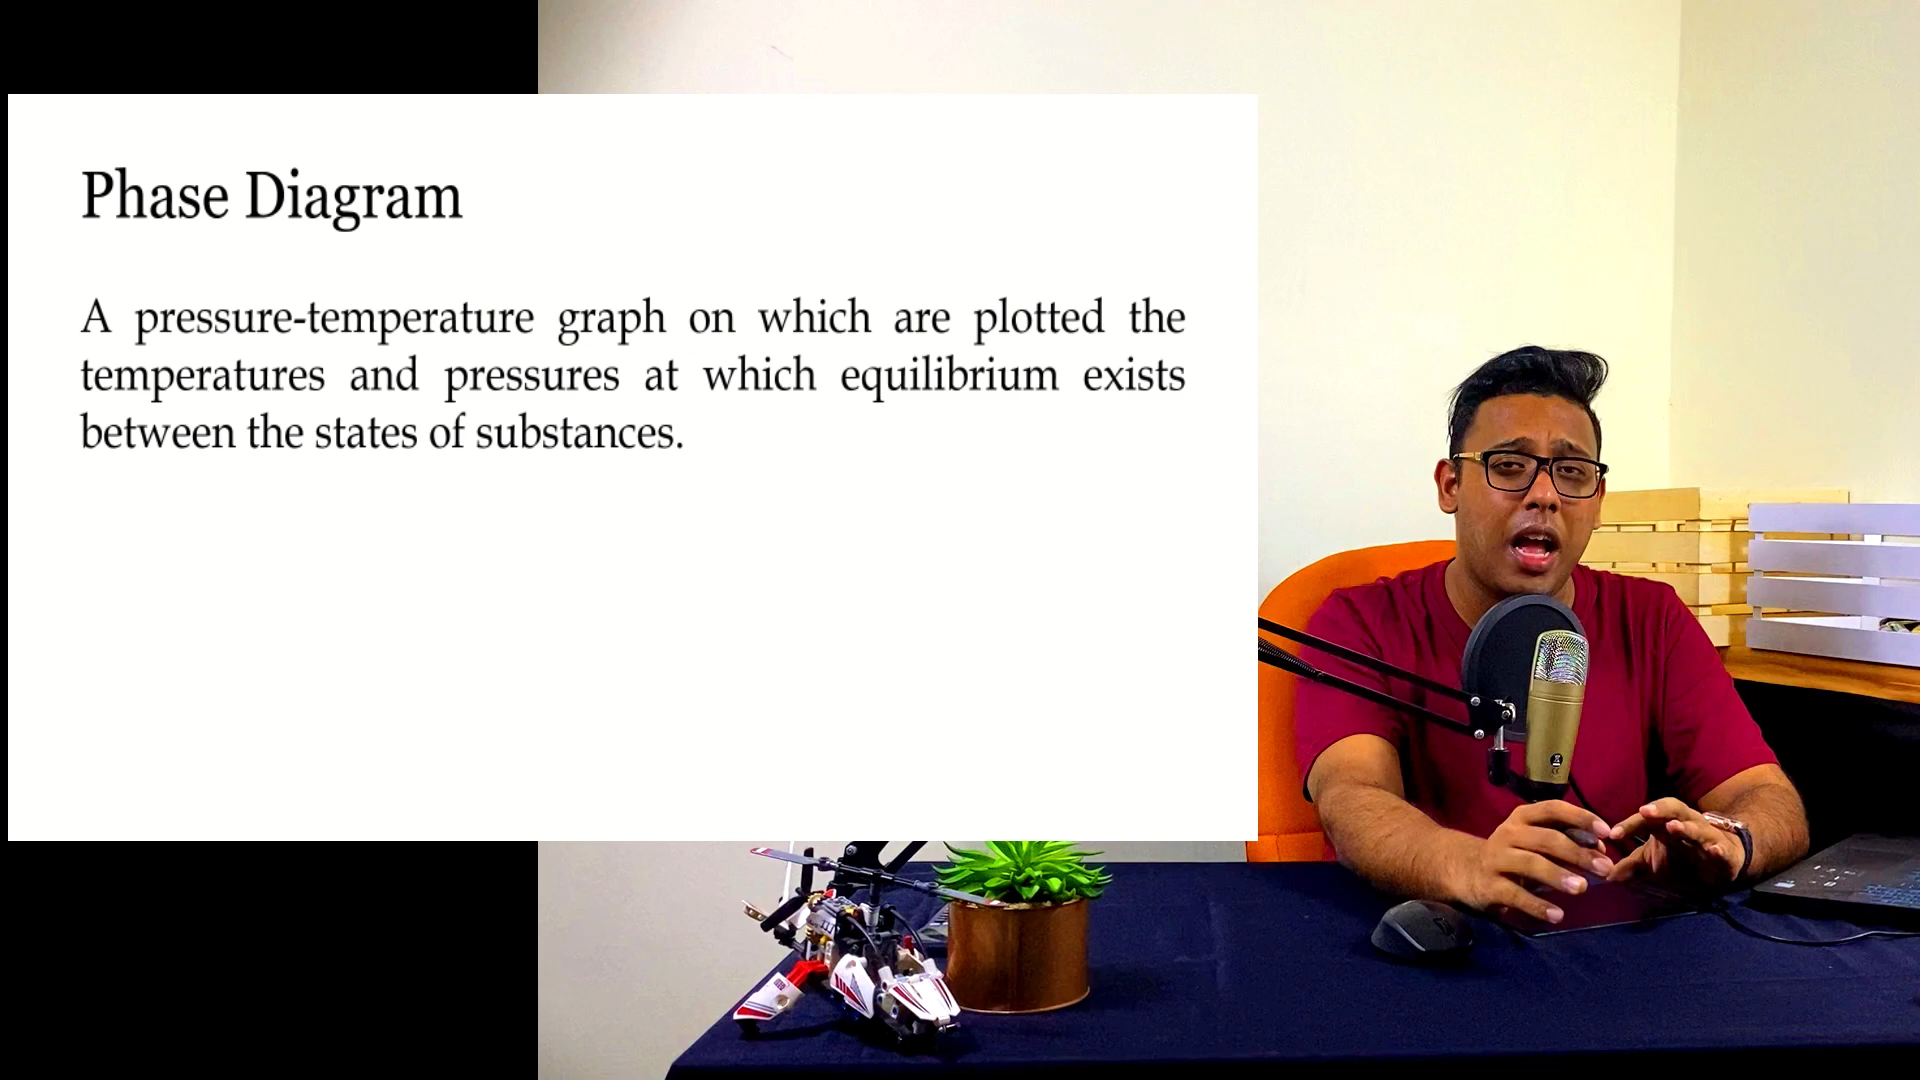 Phase Diagram
A pressure-temperature graph on which are plotted the
temperatures and pressures at which equilibrium exists
between the states of substances.